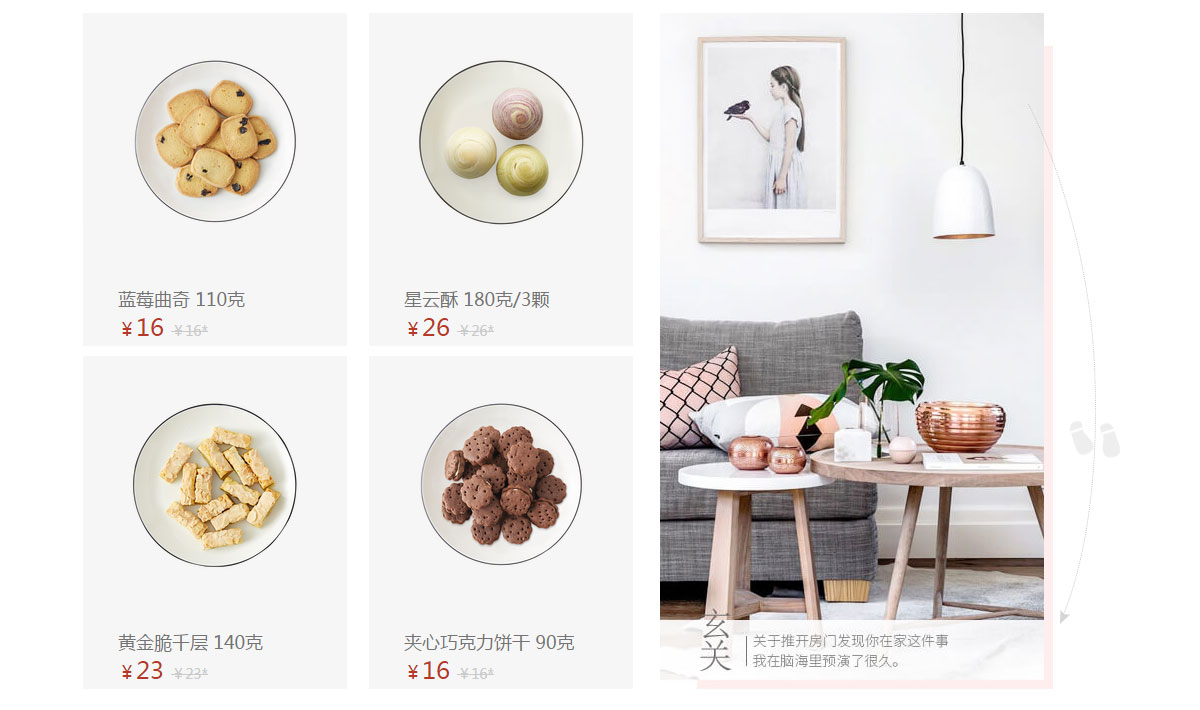 蓝莓曲奇 110克
¥16 ¥16*
星云酥 180克/3颗
¥26 ¥26*
黄金脆千层 140克
¥23 ¥23*
夹心巧克力饼干 90克
¥16 ¥16*
玄关
关于推开房门发现你在家这件事
我在脑海里预演了很久。